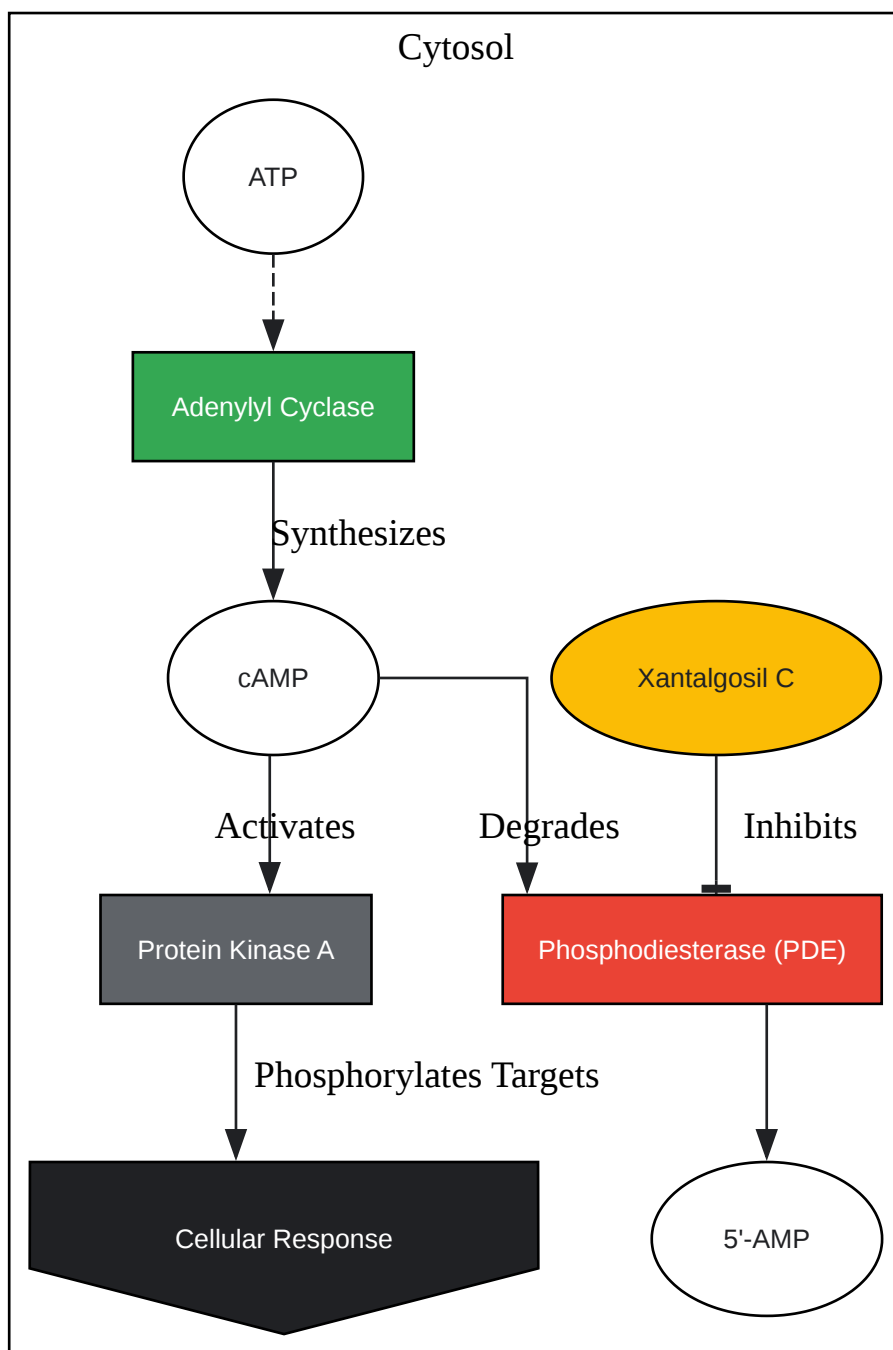 Cytosol
ATP
Adenylyl Cyclase
Synthesizes
cAMP
Xantalgosil C
Activates
Degrades
Inhibits
Protein Kinase A
Phosphodiesterase (PDE)
Phosphorylates Targets
Cellular Response
5'-AMP